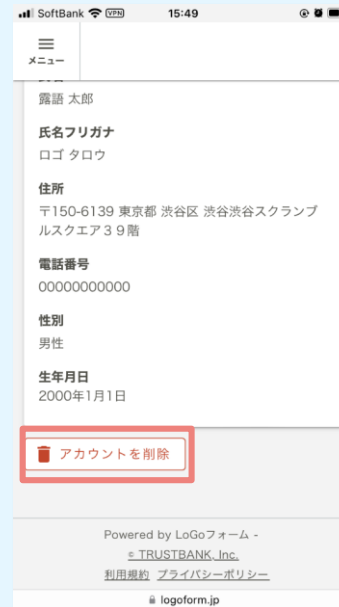 SoftBank VPN 15:49
メニュー
露語 太郎
氏名フリガナ
ロゴ タロウ
住所
〒150-6139 東京都 渋谷区 渋谷渋谷スクランブ
ルスクエア３９階
電話番号
00000000000
性別
男性
生年月日
2000年1月1日
アカウントを削除
Powered by LoGoフォーム -
© TRUSTBANK, Inc.
利用規約 プライバシーポリシー
logoform.jp